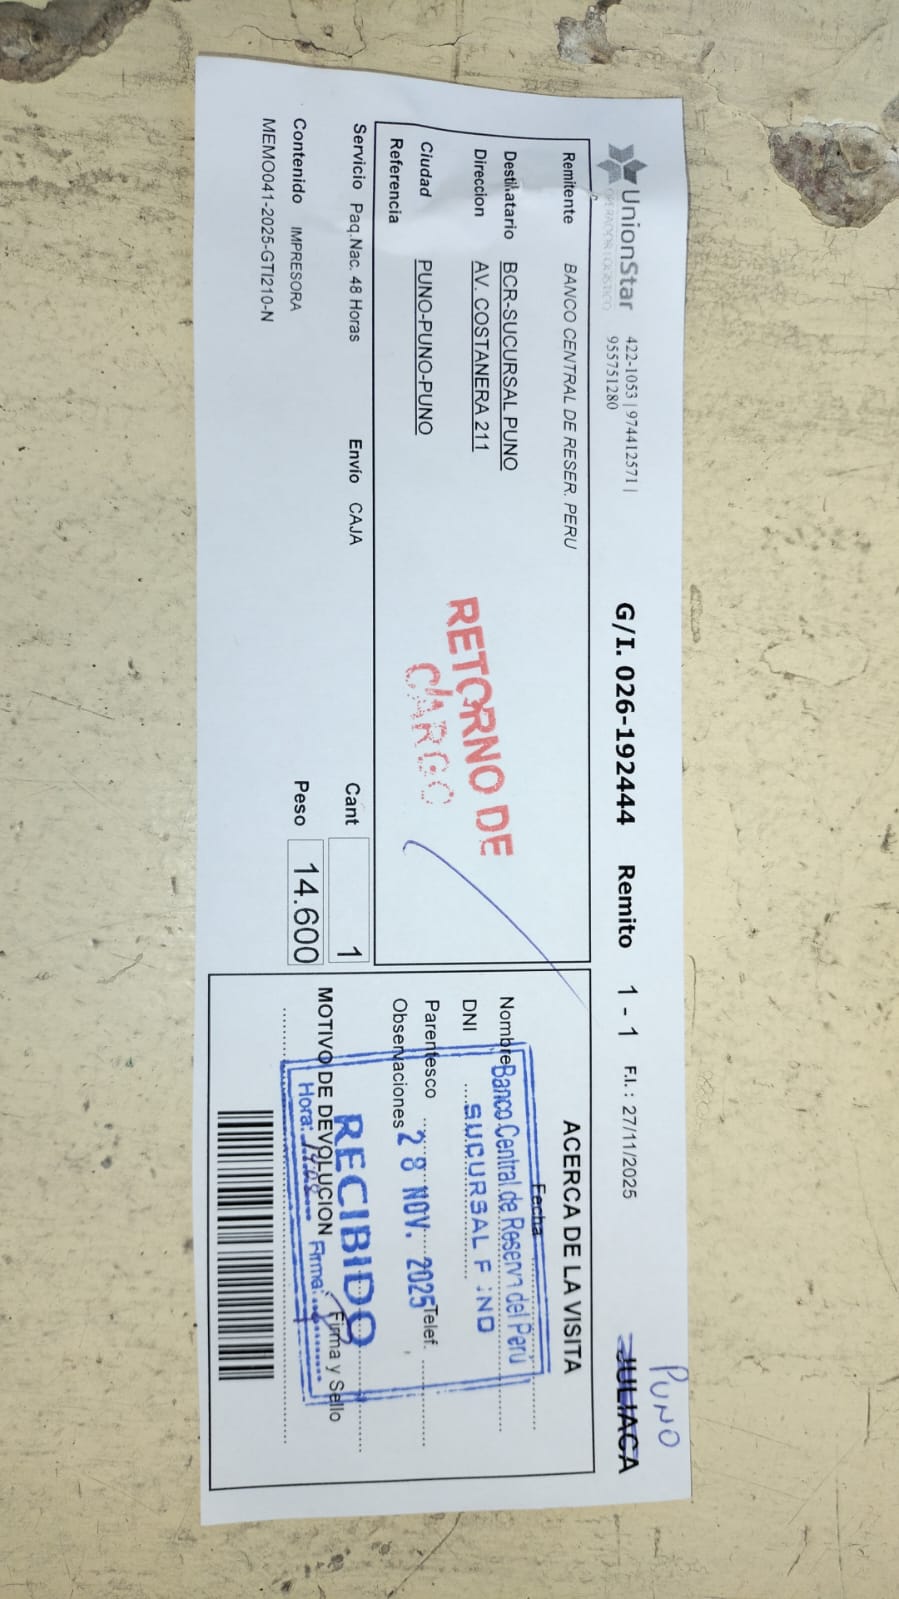 UnionStar
OPERADOR LOGISTICO
422-1053 | 974412571 |
955751280
G/I. 026-192444 Remito 1 - 1 F.I.: 27/11/2025
PUNO
JULIACA
Remitente BANCO CENTRAL DE RESER. PERU
Destinatario BCR-SUCURSAL PUNO
Direccion AV. COSTANERA 211
Ciudad PUNO-PUNO-PUNO
Referencia
RETORNO DE
CARGO
Servicio Paq.Nac. 48 Horas Envío CAJA Cant 1
Contenido IMPRESORA Peso 14.600
MEMO041-2025-GTI210-N
ACERCA DE LA VISITA
Fecha
Nombre
DNI
Parentesco Telef.
Observaciones
MOTIVO DE DEVOLUCION Firma y Sello
Banco Central de Reserva del Perú
SUCURSAL
28 NOV. 2025
RECIBIDO
Hora: Firma: